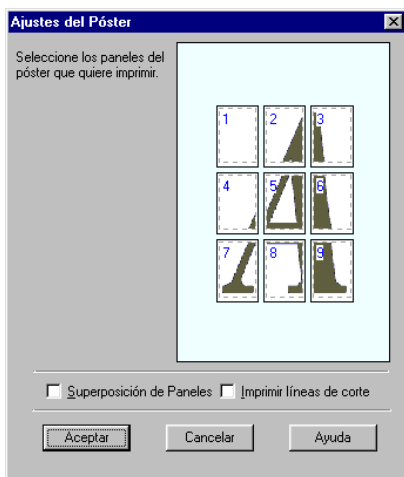 Ajustes del Póster
Seleccione los paneles del
póster que quiere imprimir.
1 2 3
4 5 6
7 8 9
Superposición de Paneles Imprimir líneas de corte
Aceptar Cancelar Ayuda